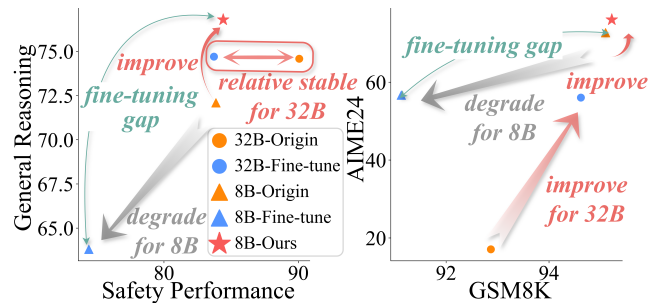 General Reasoning
75.0
72.5
70.0
67.5
65.0
80
90
Safety Performance
improve
relative stable
for 32B
fine-tuning
gap
degrade
for 8B
32B-Origin
32B-Fine-tune
8B-Origin
8B-Fine-tune
8B-Ours
AIME24
60
40
20
92
94
GSM8K
fine-tuning gap
improve
degrade
for 8B
improve
for 32B